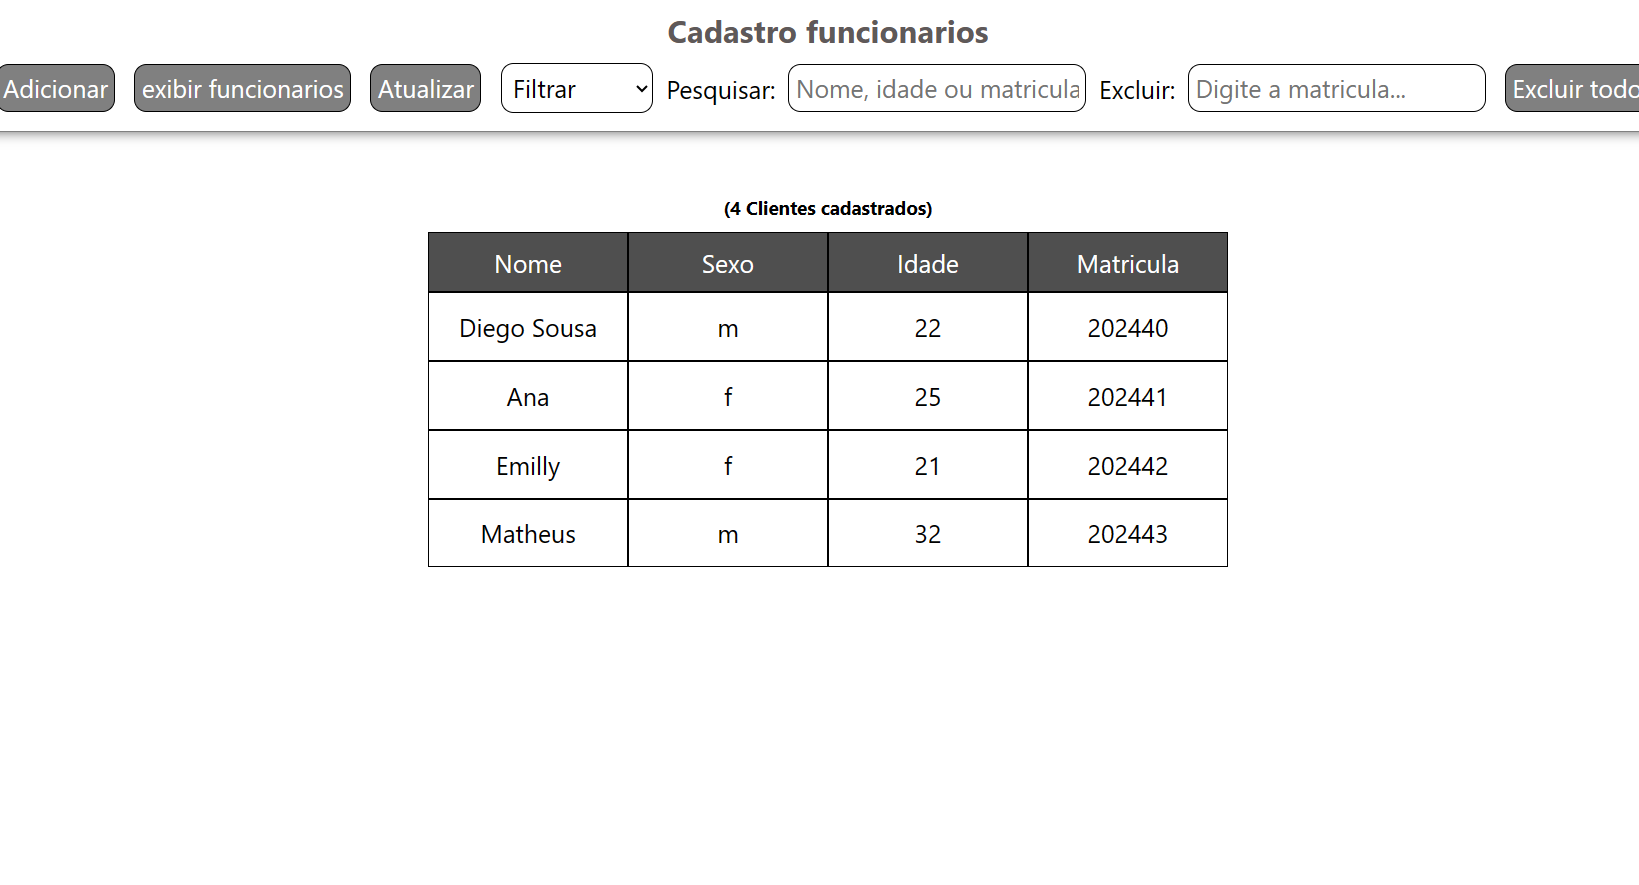 Cadastro funcionarios
Adicionar exibir funcionarios Atualizar Filtrar Pesquisar: Nome, idade ou matricula Excluir: Digite a matricula... Excluir todo
(4 Clientes cadastrados)
Nome Sexo Idade Matricula
Diego Sousa m 22 202440
Ana f 25 202441
Emilly f 21 202442
Matheus m 32 202443